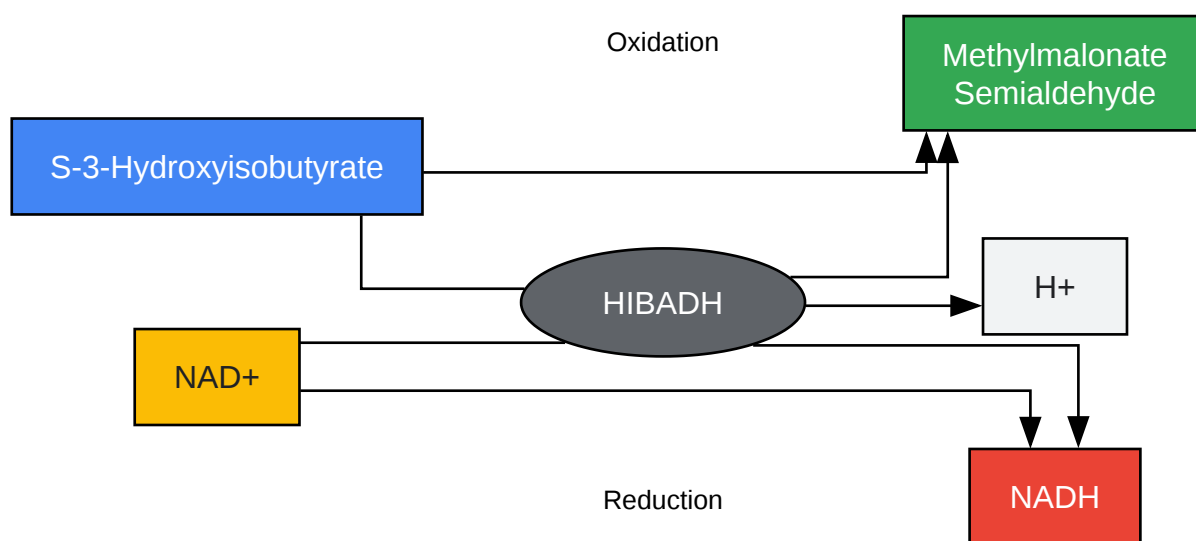 Oxidation
Methylmalonate
Semialdehyde
S-3-Hydroxyisobutyrate
H+
HIBADH
NAD+
NADH
Reduction